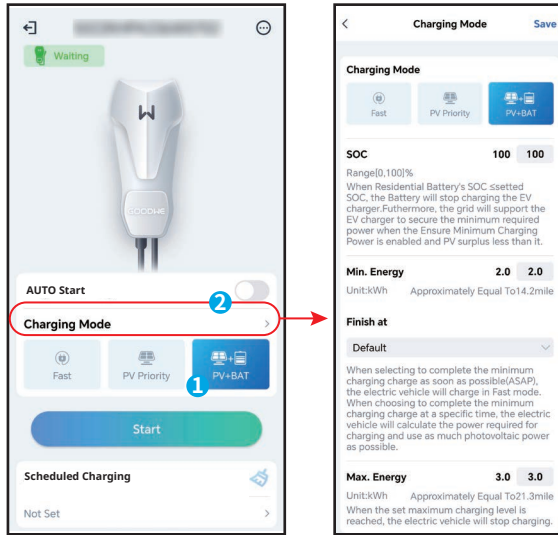 Waiting
W
SOCOWE
AUTO Start
2
Charging Mode
Fast
PV Priority
PV+BAT
1
Start
Scheduled Charging
Not Set
Charging Mode
Save
Charging Mode
Fast
PV Priority
PV+BAT
SOC 100 100
Range[0,100]%
When Residential Battery's SOC ≤setted
SOC, the Battery will stop charging the EV
charger.Futhermore, the grid will support the
EV charger to secure the minimum required
power when the Ensure Minimum Charging
Power is enabled and PV surplus less than it.
Min. Energy 2.0 2.0
Unit:kWh Approximately Equal To14.2mile
Finish at
Default
When selecting to complete the minimum
charging charge as soon as possible(ASAP),
the electric vehicle will charge in Fast mode.
When choosing to complete the minimum
charging charge at a specific time, the electric
vehicle will calculate the power required for
charging and use as much photovoltaic power
as possible.
Max. Energy 3.0 3.0
Unit:kWh Approximately Equal To21.3mile
When the set maximum charging level is
reached, the electric vehicle will stop charging.